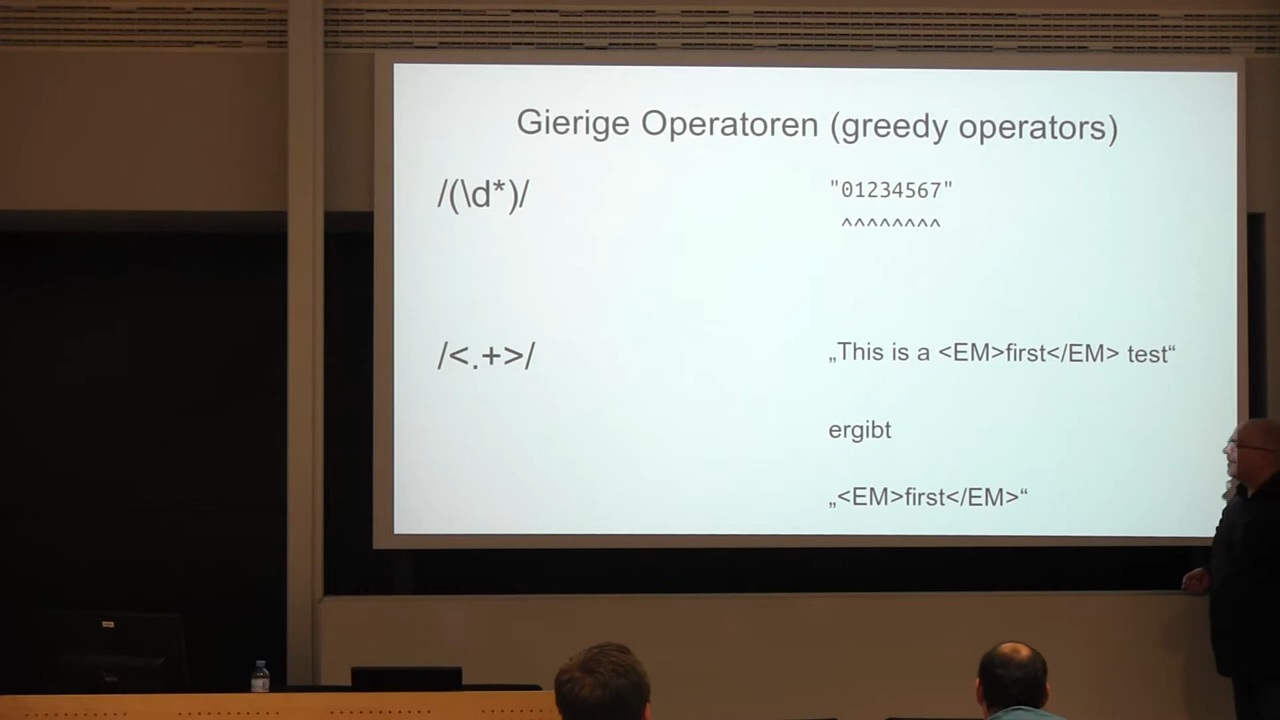 Gierige Operatoren (greedy operators)
/(\d*)/
"01234567"
^^^^^^^^
/<.+>/
„This is a <EM>first</EM> test“
ergibt
„<EM>first</EM>“